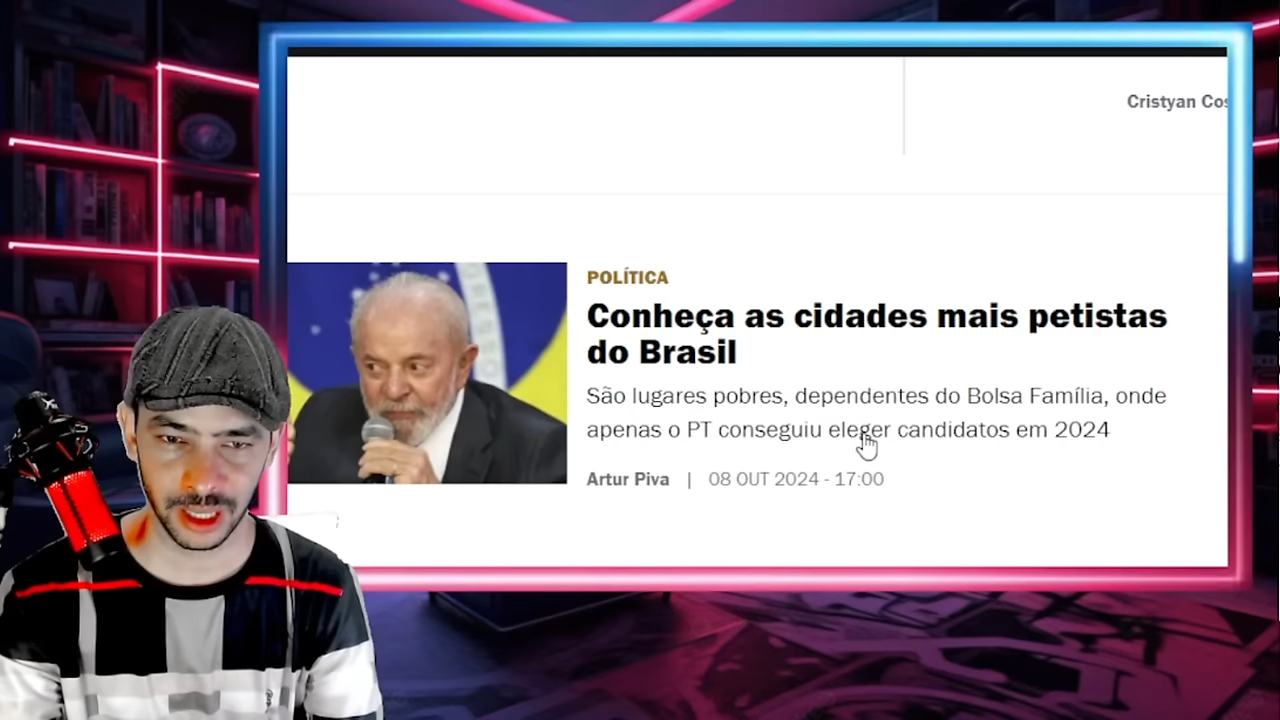 Cristyan Cos
POLÍTICA
Conheça as cidades mais petistas
do Brasil
São lugares pobres, dependentes do Bolsa Família, onde
apenas o PT conseguiu eleger candidatos em 2024
Artur Piva | 08 OUT 2024 - 17:00